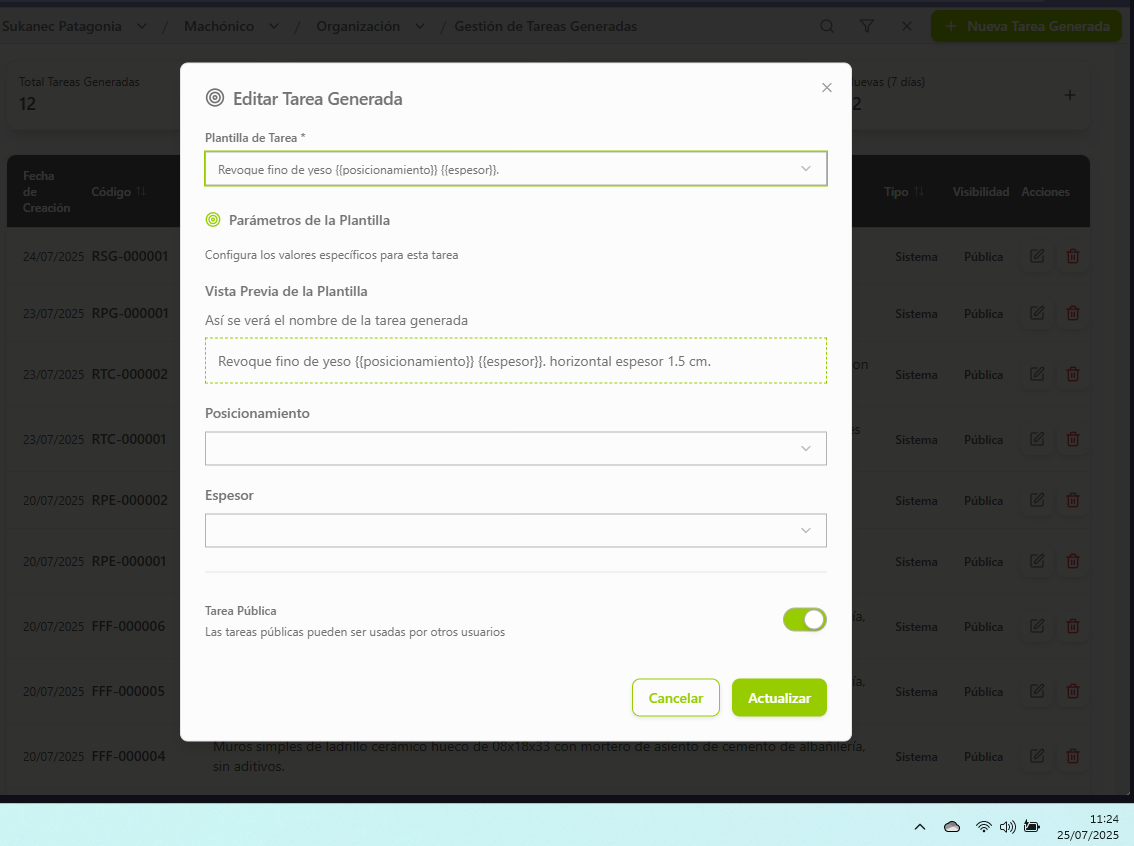 Sukanec Patagonia / Machónico / Organización / Gestión de Tareas Generadas
+ Nueva Tarea Generada
Total Tareas Generadas
12
uevas (7 días)
2
+
Editar Tarea Generada
Plantilla de Tarea *
Revoque fino de yeso {{posicionamiento}} {{espesor}}.
Parámetros de la Plantilla
Configura los valores específicos para esta tarea
Vista Previa de la Plantilla
Así se verá el nombre de la tarea generada
Revoque fino de yeso {{posicionamiento}} {{espesor}}. horizontal espesor 1.5 cm.
Posicionamiento
Espesor
Tarea Pública
Las tareas públicas pueden ser usadas por otros usuarios
Cancelar
Actualizar
Fecha
de
Creación
Código
Tipo
Visibilidad
Acciones
24/07/2025 RSG-000001 Sistema Pública
23/07/2025 RPG-000001 Sistema Pública
23/07/2025 RTC-000002 on Sistema Pública
23/07/2025 RTC-000001 es Sistema Pública
20/07/2025 RPE-000002 Sistema Pública
20/07/2025 RPE-000001 Sistema Pública
20/07/2025 FFF-000006 ía, Sistema Pública
20/07/2025 FFF-000005 ía, Sistema Pública
20/07/2025 FFF-000004 Muros simples de ladrillo cerámico hueco de 08x18x33 con mortero de asiento de cemento de albañilería, Sistema Pública
sin aditivos.
11:24
25/07/2025